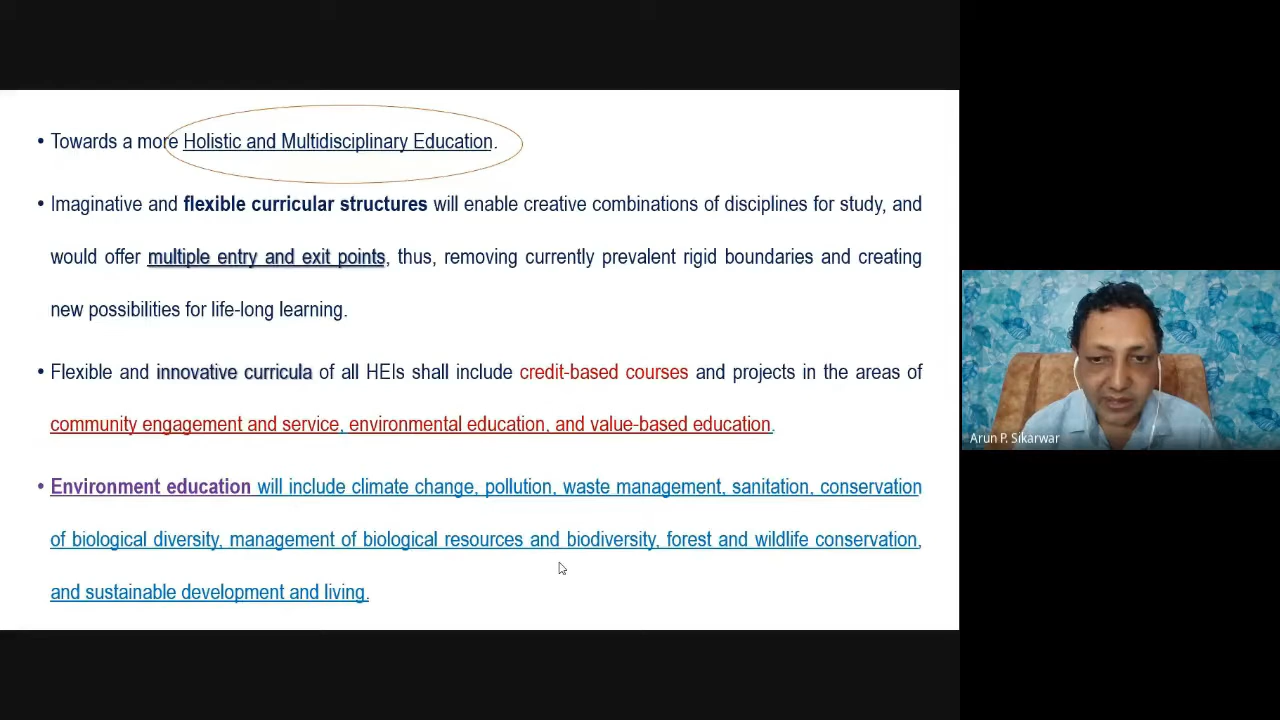 • Towards a more Holistic and Multidisciplinary Education.
• Imaginative and flexible curricular structures will enable creative combinations of disciplines for study, and
would offer multiple entry and exit points, thus, removing currently prevalent rigid boundaries and creating
new possibilities for life-long learning.
• Flexible and innovative curricula of all HEIs shall include credit-based courses and projects in the areas of
community engagement and service, environmental education, and value-based education.
• Environment education will include climate change, pollution, waste management, sanitation, conservation
of biological diversity, management of biological resources and biodiversity, forest and wildlife conservation,
and sustainable development and living.
Arun P. Sikarwar